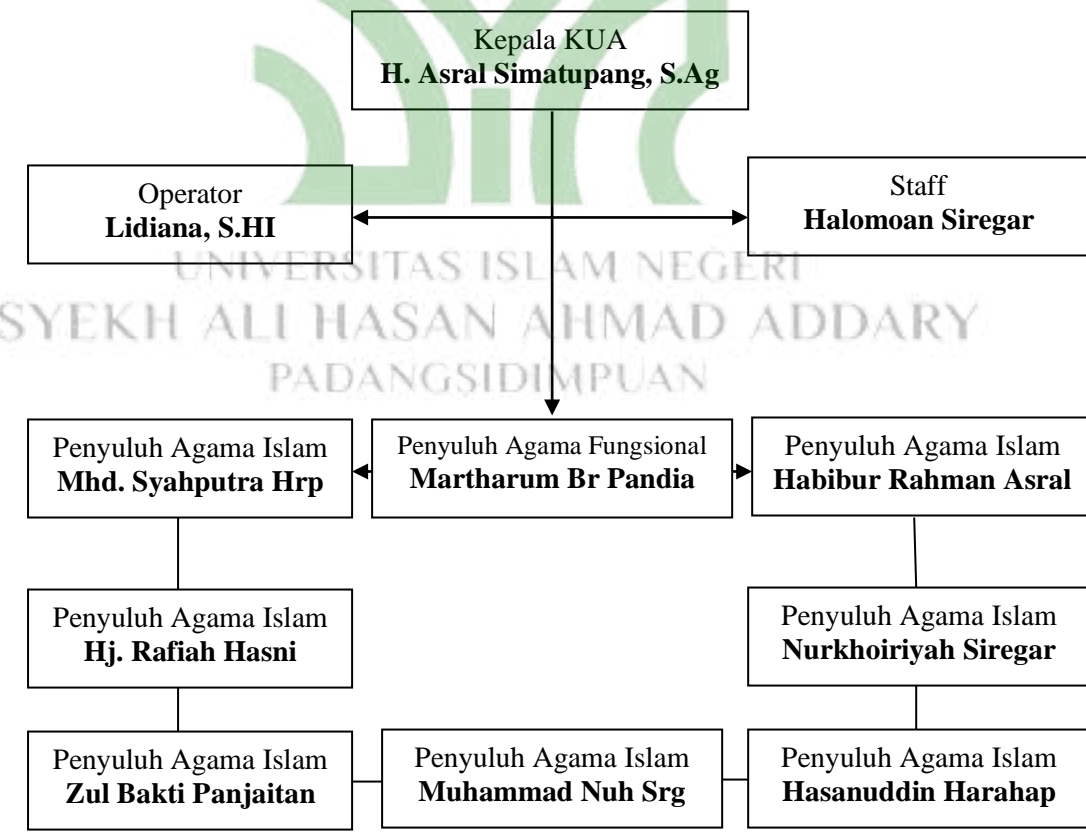 Kepala KUA
H. Asral Simatupang, S.Ag
Operator
Lidiana, S.HI
Staff
Halomoan Siregar
UNIVERSITAS ISLAM NEGERI
SYEKH ALI HASAN AHMAD ADDARY
PADANGSIDIMPUAN
Penyuluh Agama Islam
Mhd. Syahputra Hrp
Penyuluh Agama Fungsional
Martharum Br Pandia
Penyuluh Agama Islam
Habibur Rahman Asral
Penyuluh Agama Islam
Hj. Rafiah Hasni
Penyuluh Agama Islam
Nurkhoiriyah Siregar
Penyuluh Agama Islam
Zul Bakti Panjaitan
Penyuluh Agama Islam
Muhammad Nuh Srg
Penyuluh Agama Islam
Hasanuddin Harahap